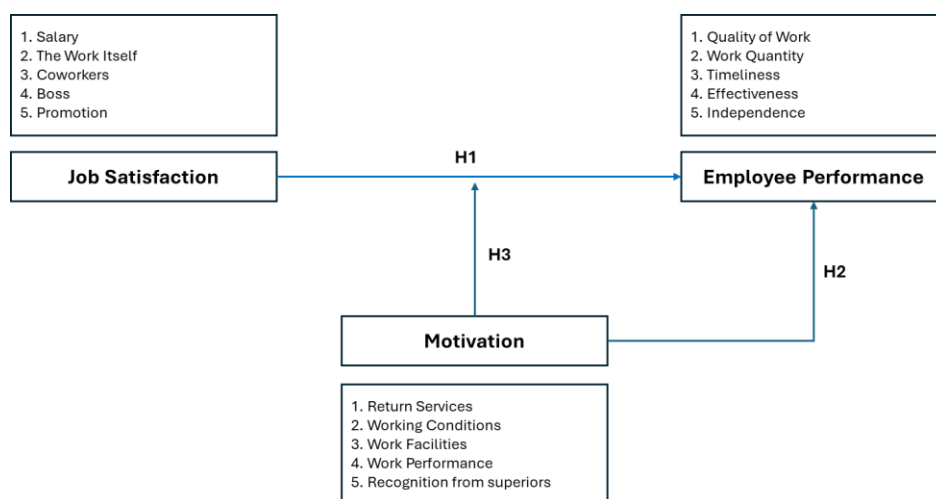 1. Salary
2. The Work Itself
3. Coworkers
4. Boss
5. Promotion
1. Quality of Work
2. Work Quantity
3. Timeliness
4. Effectiveness
5. Independence
Job Satisfaction
H1
Employee Performance
H3
H2
Motivation
1. Return Services
2. Working Conditions
3. Work Facilities
4. Work Performance
5. Recognition from superiors